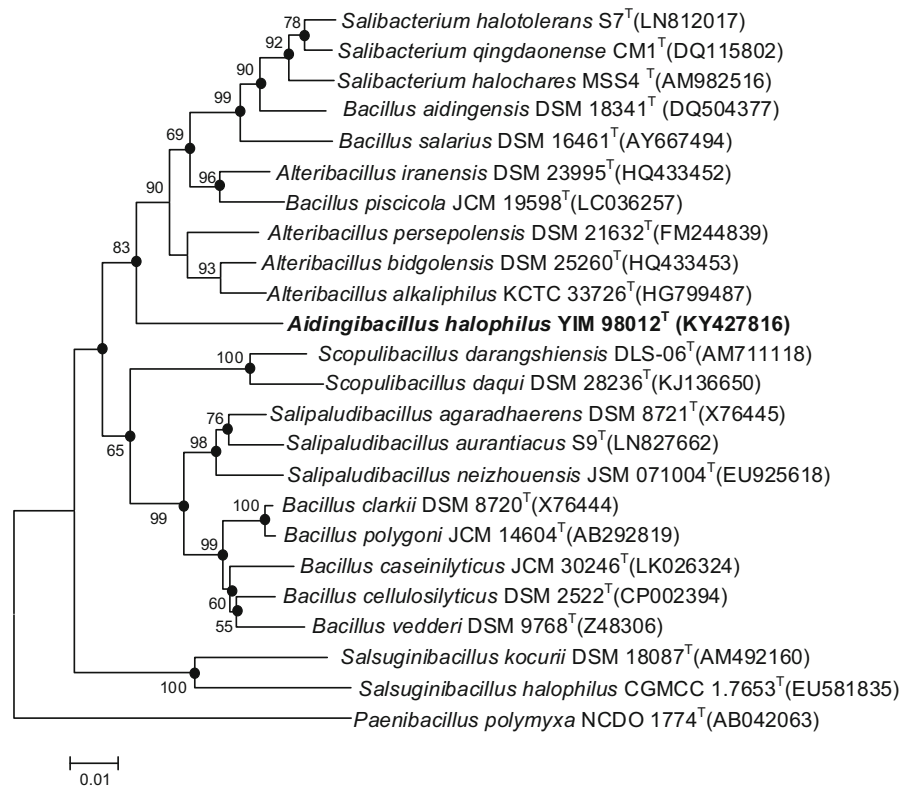 78
Salibacterium halotolerans S7T(LN812017)
92
Salibacterium qingdaonense CM1T(DQ115802)
90
Salibacterium halochares MSS4 T(AM982516)
99
Bacillus aidingensis DSM 18341T (DQ504377)
69
Bacillus salarius DSM 16461T(AY667494)
96
Alteribacillus iranensis DSM 23995T(HQ433452)
90
Bacillus piscicola JCM 19598T(LC036257)
Alteribacillus persepolensis DSM 21632T(FM244839)
83
93
Alteribacillus bidgolensis DSM 25260T(HQ433453)
Alteribacillus alkaliphilus KCTC 33726T(HG799487)
Aidingibacillus halophilus YIM 98012T (KY427816)
100
Scopulibacillus darangshiensis DLS-06T(AM711118)
Scopulibacillus daqui DSM 28236T(KJ136650)
76
Salipaludibacillus agaradhaerens DSM 8721T(X76445)
65
98
Salipaludibacillus aurantiacus S9T(LN827662)
Salipaludibacillus neizhouensis JSM 071004T(EU925618)
100
Bacillus clarkii DSM 8720T(X76444)
99
Bacillus polygoni JCM 14604T(AB292819)
99
Bacillus caseinilyticus JCM 30246T(LK026324)
60
Bacillus cellulosilyticus DSM 2522T(CP002394)
55
Bacillus vedderi DSM 9768T(Z48306)
Salsuginibacillus kocurii DSM 18087T(AM492160)
100
Salsuginibacillus halophilus CGMCC 1.7653T(EU581835)
Paenibacillus polymyxa NCDO 1774T(AB042063)
0.01